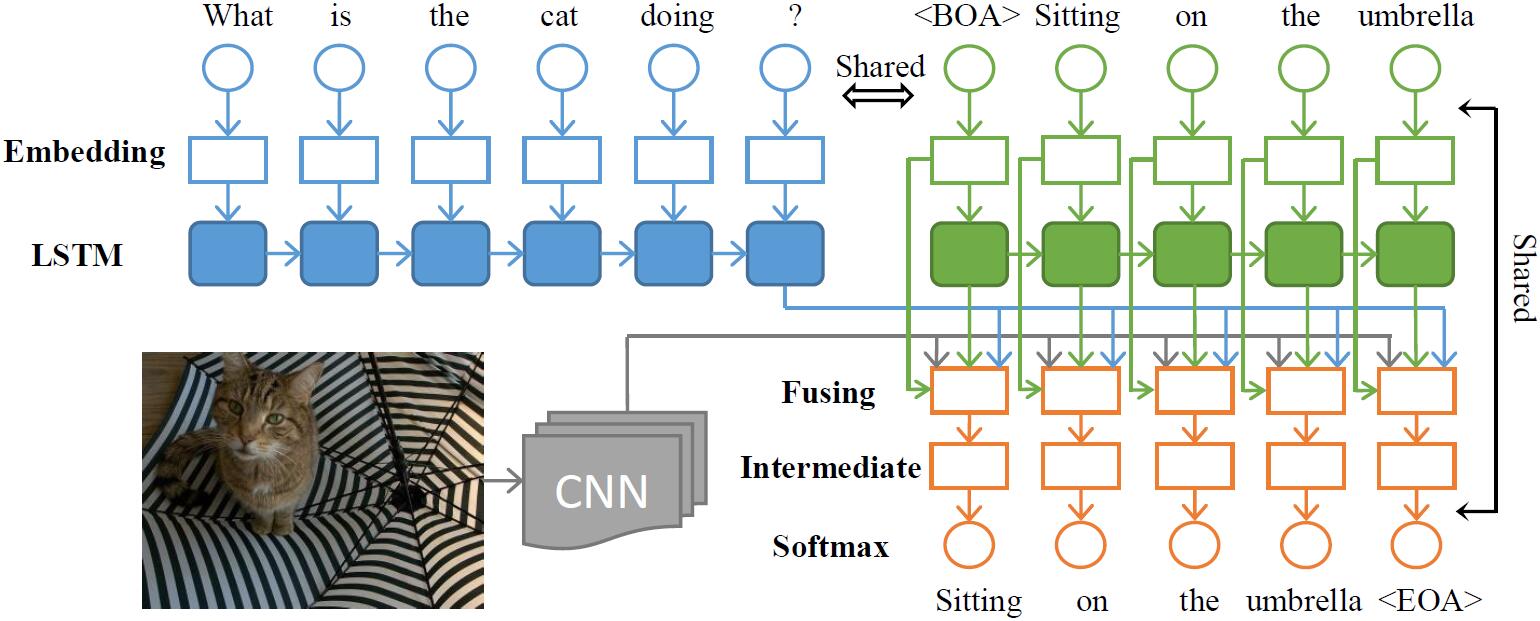 What is the cat doing ? <BOA> Sitting on the umbrella
Shared
Embedding
LSTM
Shared
Fusing
Intermediate
CNN
Softmax
Sitting on the umbrella <EOA>